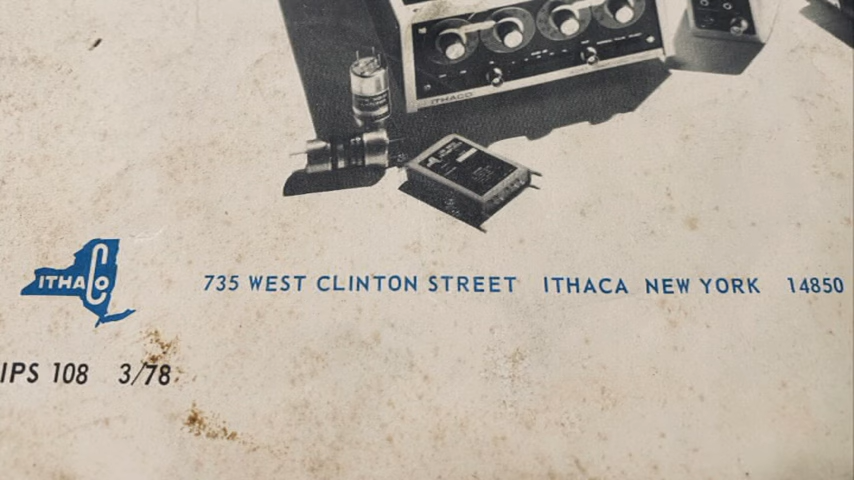 ITHACO
ITHACO
735 WEST CLINTON STREET ITHACA NEW YORK 14850
IPS 108 3/78